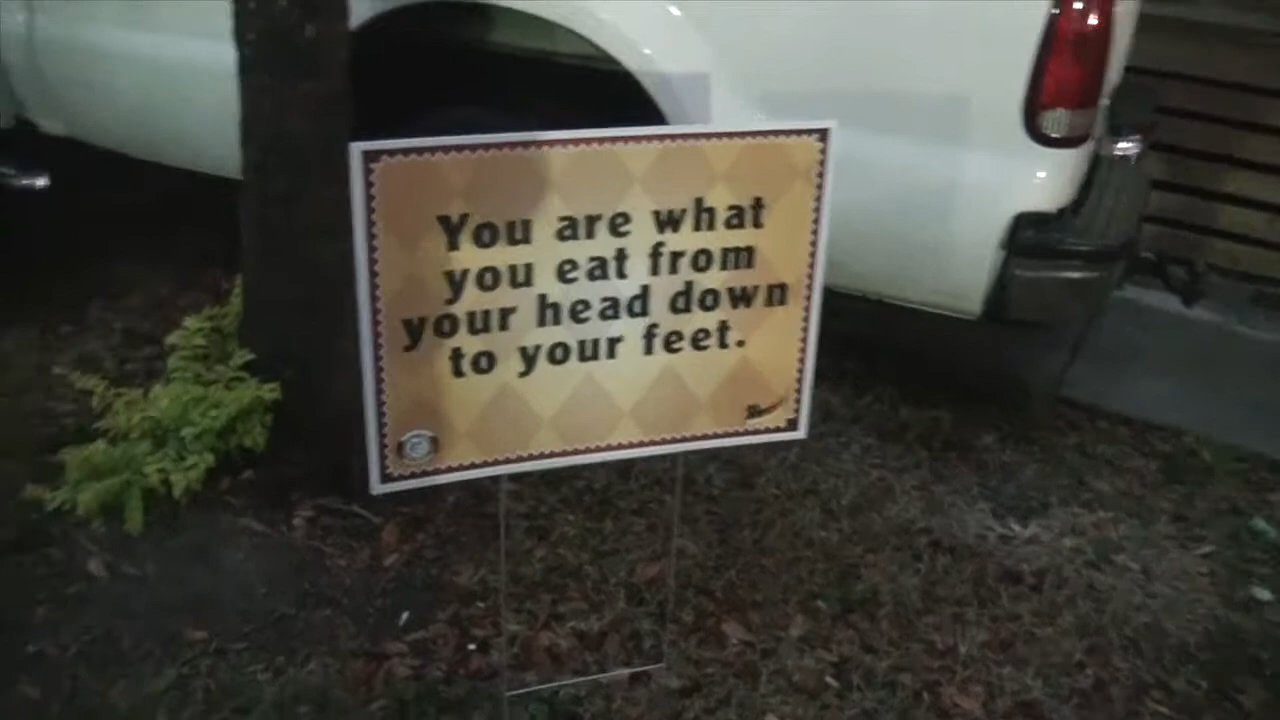 You are what
you eat from
your head down
to your feet.